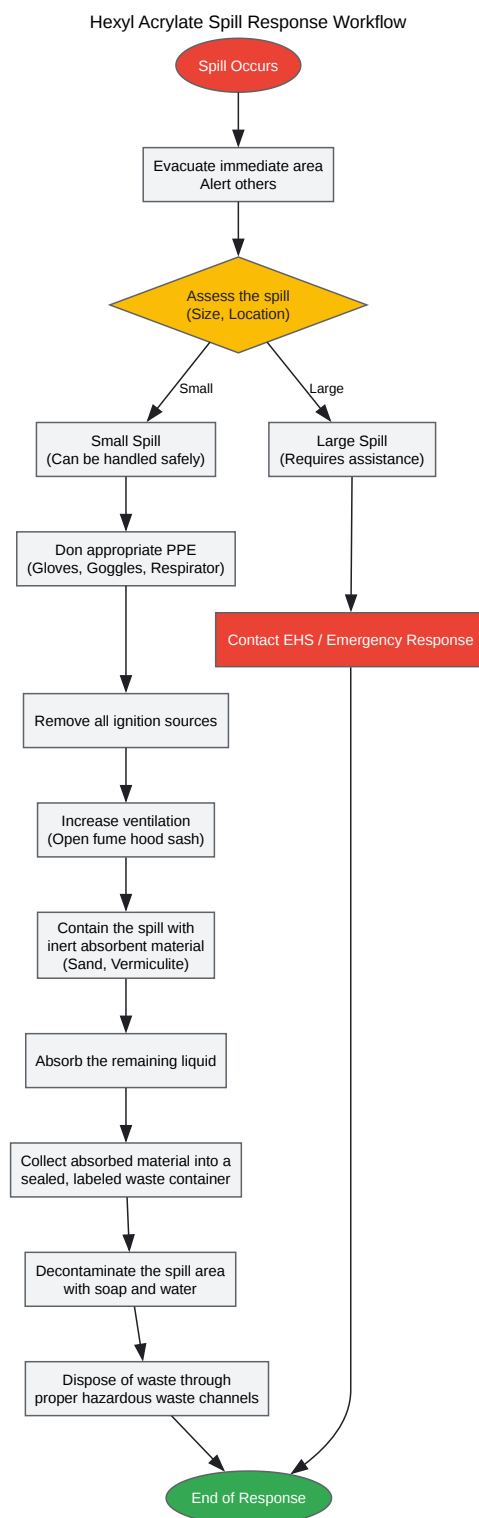 Hexyl Acrylate Spill Response Workflow
Spill Occurs
Evacuate immediate area
Alert others
Assess the spill
(Size, Location)
Small
Large
Small Spill
(Can be handled safely)
Large Spill
(Requires assistance)
Don appropriate PPE
(Gloves, Goggles, Respirator)
Contact EHS / Emergency Response
Remove all ignition sources
Increase ventilation
(Open fume hood sash)
Contain the spill with
inert absorbent material
(Sand, Vermiculite)
Absorb the remaining liquid
Collect absorbed material into a
sealed, labeled waste container
Decontaminate the spill area
with soap and water
Dispose of waste through
proper hazardous waste channels
End of Response